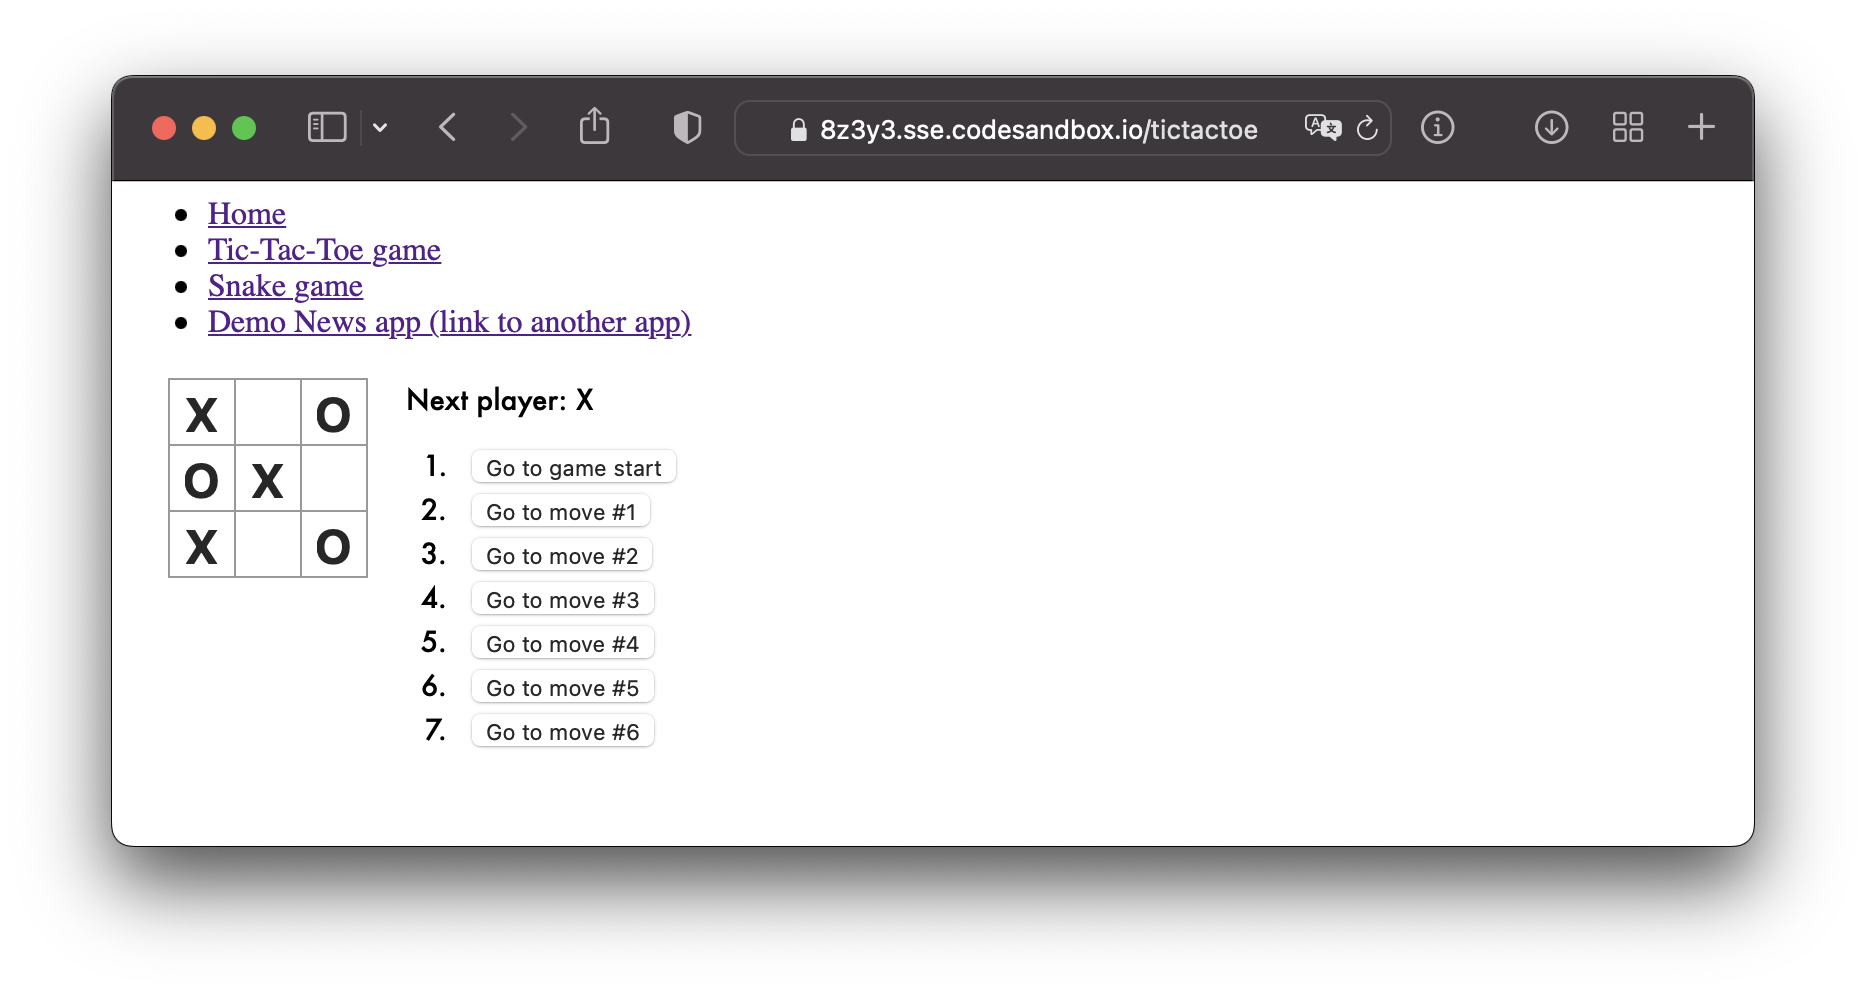 8z3y3.sse.codesandbox.io/tictactoe
Home
Tic-Tac-Toe game
Snake game
Demo News app (link to another app)
X O
O X
X O
Next player: X
1. Go to game start
2. Go to move #1
3. Go to move #2
4. Go to move #3
5. Go to move #4
6. Go to move #5
7. Go to move #6